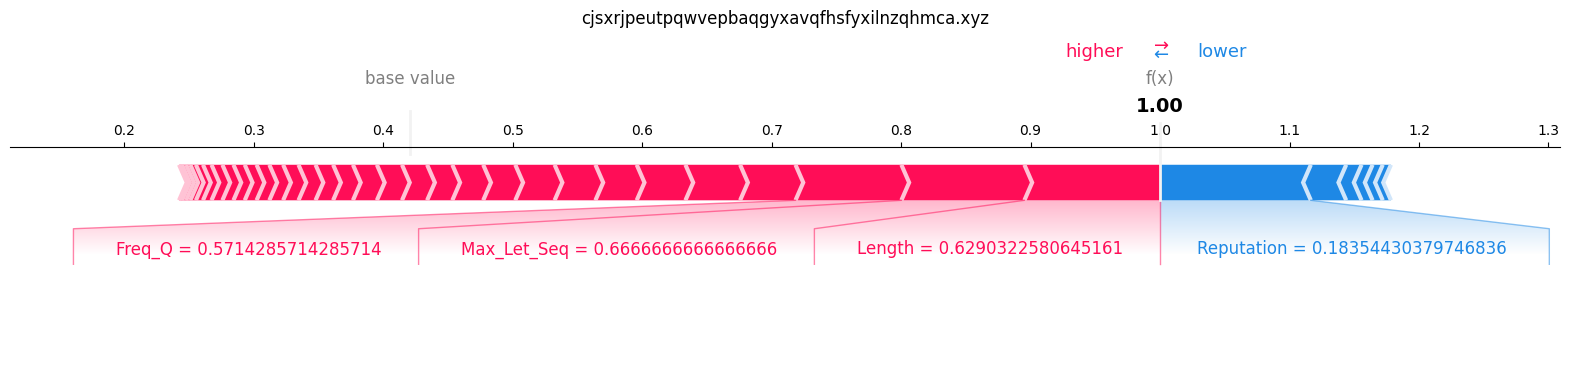 cjsxrjpeutpqwvepbaqgyxavqfhsfyxilnzqhmca.xyz
higher ⇄ lower
base value f(x)
1.00
0.2 0.3 0.4 0.5 0.6 0.7 0.8 0.9 1.0 1.1 1.2 1.3
Freq_Q = 0.5714285714285714 Max_Let_Seq = 0.6666666666666666 Length = 0.6290322580645161 Reputation = 0.18354430379746836